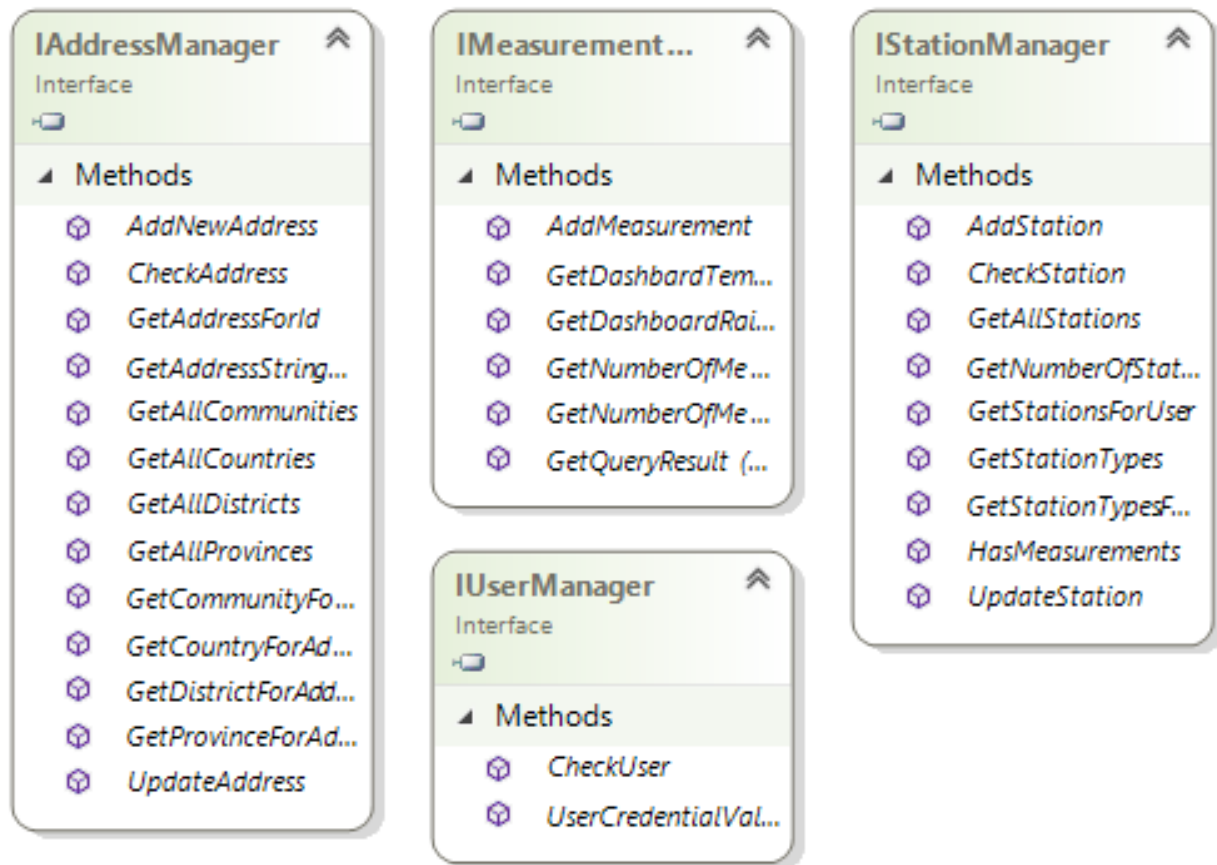 IAddressManager
Interface
Methods
AddNewAddress
CheckAddress
GetAddressForId
GetAddressString...
GetAllCommunities
GetAllCountries
GetAllDistricts
GetAllProvinces
GetCommunityFo...
GetCountryForAd...
GetDistrictForAdd...
GetProvinceForAd...
UpdateAddress
IMeasurement...
Interface
Methods
AddMeasurement
GetDashbardTem...
GetDashboardRai...
GetNumberOfMe...
GetNumberOfMe...
GetQueryResult (...
IUserManager
Interface
Methods
CheckUser
UserCredentialVal...
IStationManager
Interface
Methods
AddStation
CheckStation
GetAllStations
GetNumberOfStat...
GetStationsForUser
GetStationTypes
GetStationTypesF...
HasMeasurements
UpdateStation